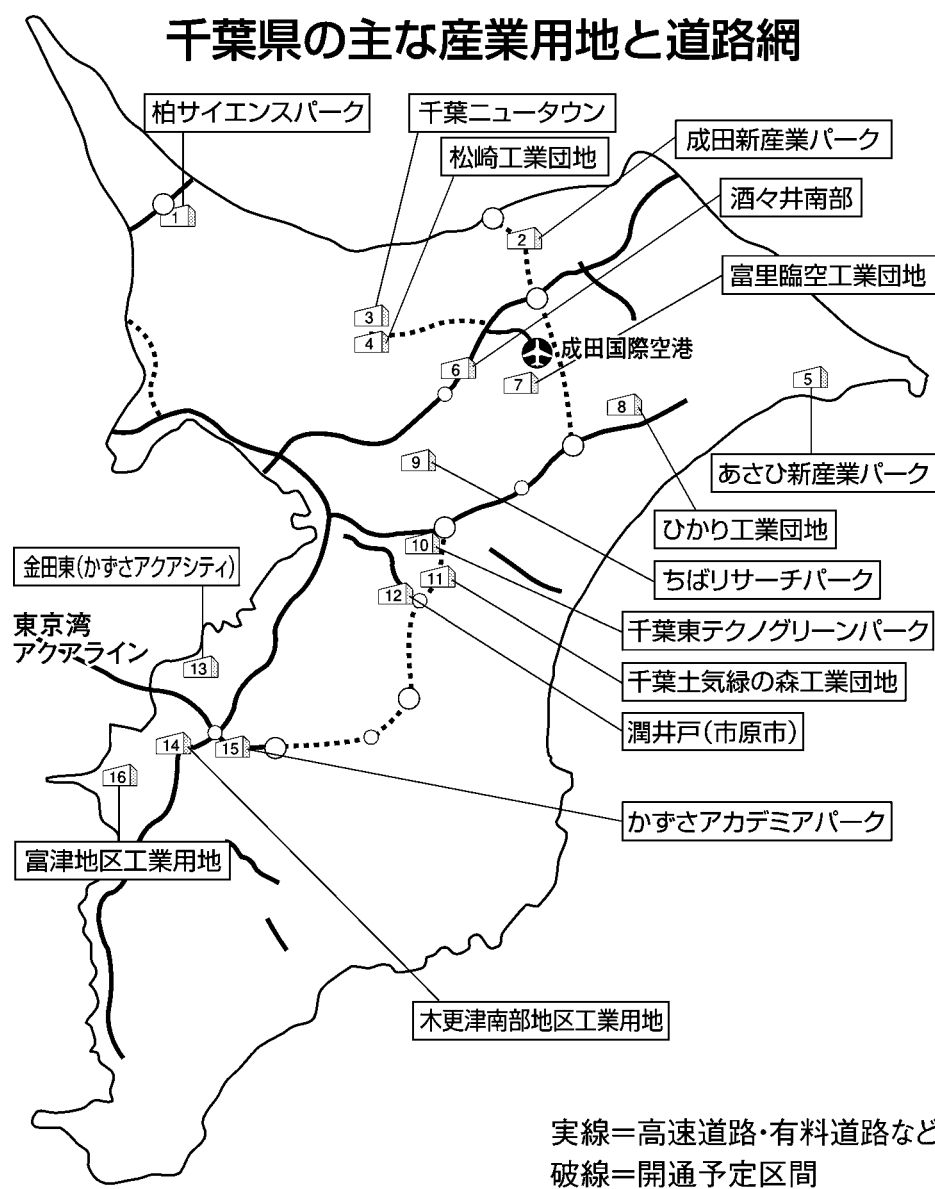 千葉県の主な産業用地と道路網
柏サイエンスパーク
千葉ニュータウン
松崎工業団地
成田新産業パーク
酒々井南部
富里臨空工業団地
成田国際空港
あさひ新産業パーク
ひかり工業団地
ちばリサーチパーク
千葉東テクノグリーンパーク
千葉土気緑の森工業団地
潤井戸(市原市)
かずさアカデミアパーク
金田東(かずさアクアシティ)
東京湾
アクアライン
富津地区工業用地
木更津南部地区工業用地
1
2
3
4
5
6
7
8
9
10
11
12
13
14
15
16
実線=高速道路・有料道路など
破線=開通予定区間